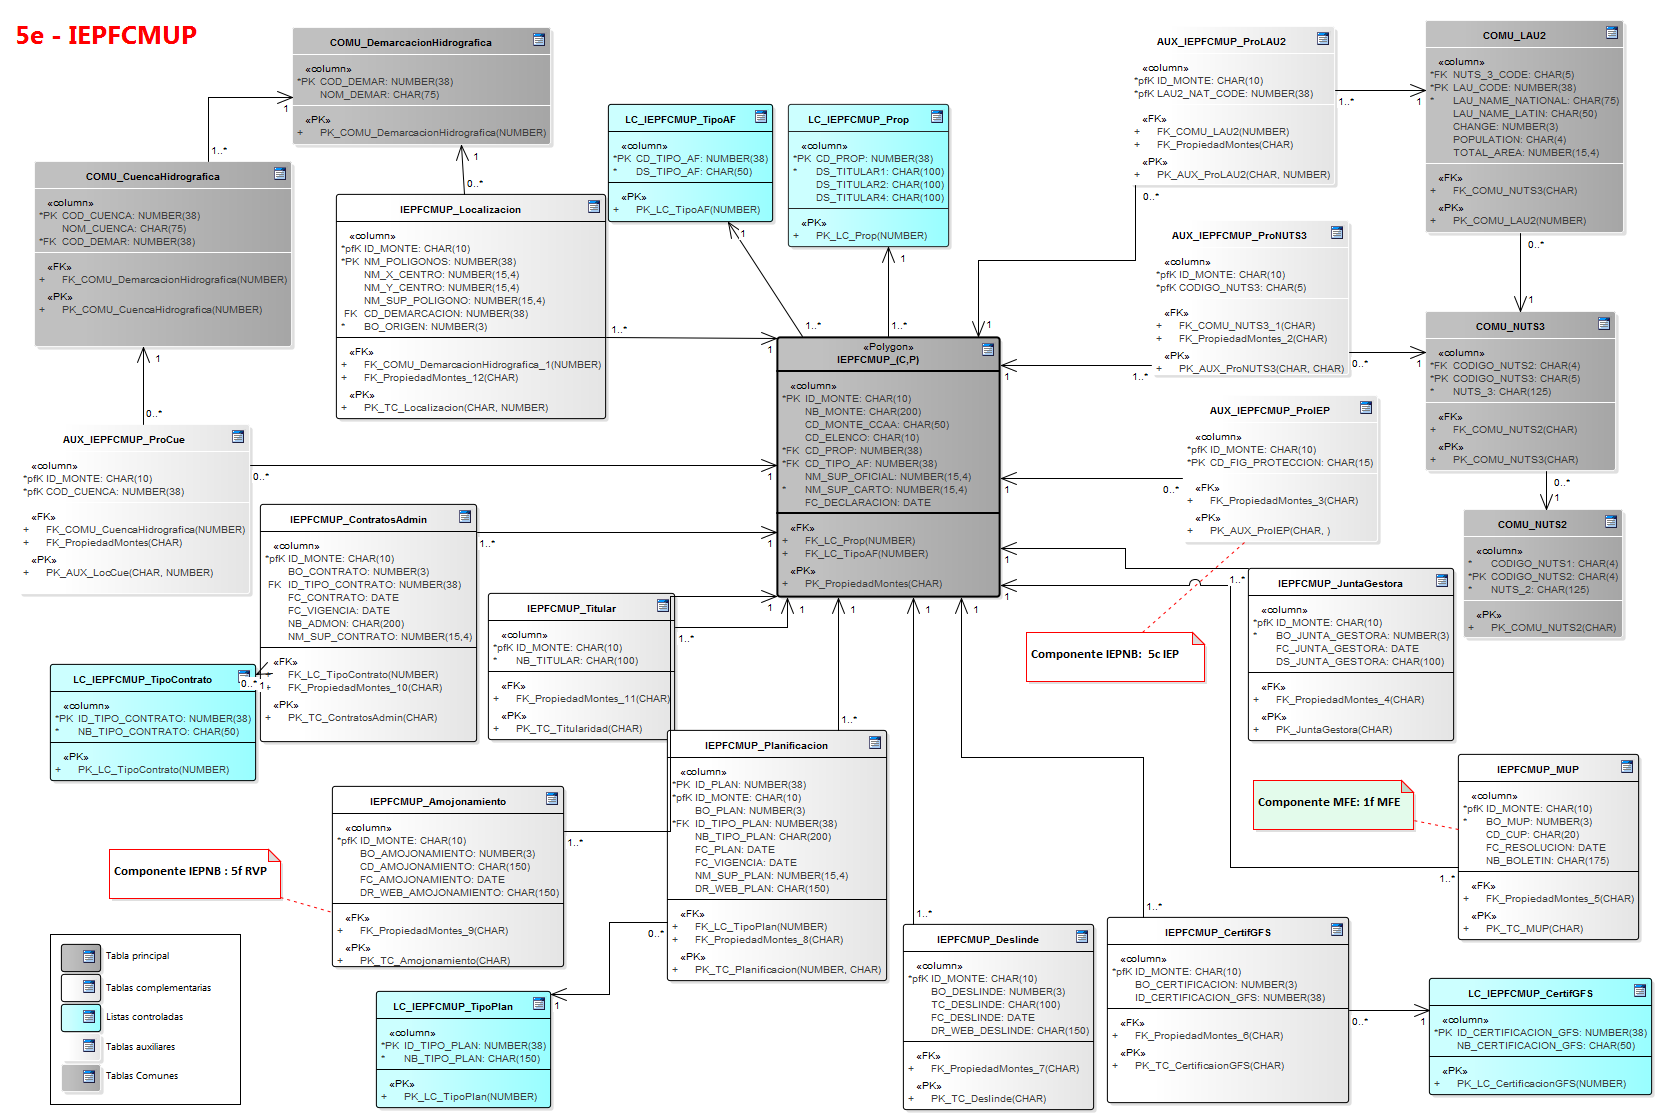 5e - IEPFCMUP
COMU_DemarcacionHidrografica
«column»
*PK COD_DEMAR: NUMBER(38)
NOM_DEMAR: CHAR(75)
«PK»
+ PK_COMU_DemarcacionHidrografica(NUMBER)
1
1..*
1
0..*
COMU_CuencaHidrografica
«column»
*PK COD_CUENCA: NUMBER(38)
NOM_CUENCA: CHAR(75)
*FK COD_DEMAR: NUMBER(38)
«FK»
+ FK_COMU_DemarcacionHidrografica(NUMBER)
«PK»
+ PK_COMU_CuencaHidrografica(NUMBER)
1
0..*
IEPFCMUP_Localizacion
«column»
*pfK ID_MONTE: CHAR(10)
*PK NM_POLIGONOS: NUMBER(38)
NM_X_CENTRO: NUMBER(15,4)
NM_Y_CENTRO: NUMBER(15,4)
NM_SUP_POLIGONO: NUMBER(15,4)
FK CD_DEMARCACION: NUMBER(38)
* BO_ORIGEN: NUMBER(3)
«FK»
+ FK_COMU_DemarcacionHidrografica_1(NUMBER)
+ FK_PropiedadMontes_12(CHAR)
«PK»
+ PK_TC_Localizacion(CHAR, NUMBER)
1..*
1
LC_IEPFCMUP_TipoAF
«column»
*PK CD_TIPO_AF: NUMBER(38)
* DS_TIPO_AF: CHAR(50)
«PK»
+ PK_LC_TipoAF(NUMBER)
1
1..*
LC_IEPFCMUP_Prop
«column»
*PK CD_PROP: NUMBER(38)
* DS_TITULAR1: CHAR(100)
DS_TITULAR2: CHAR(100)
DS_TITULAR4: CHAR(100)
«PK»
+ PK_LC_Prop(NUMBER)
1
1..*
AUX_IEPFCMUP_ProLAU2
«column»
*pfK ID_MONTE: CHAR(10)
*pfK LAU2_NAT_CODE: NUMBER(38)
«FK»
+ FK_COMU_LAU2(NUMBER)
+ FK_PropiedadMontes(CHAR)
«PK»
+ PK_AUX_ProLAU2(CHAR, NUMBER)
1..*
1
0..*
1
COMU_LAU2
«column»
*FK NUTS_3_CODE: CHAR(5)
*PK LAU_CODE: NUMBER(38)
* LAU_NAME_NATIONAL: CHAR(75)
LAU_NAME_LATIN: CHAR(50)
CHANGE: NUMBER(3)
POPULATION: CHAR(4)
TOTAL_AREA: NUMBER(15,4)
«FK»
+ FK_COMU_NUTS3(CHAR)
«PK»
+ PK_COMU_LAU2(NUMBER)
0..*
1
AUX_IEPFCMUP_ProNUTS3
«column»
*pfK ID_MONTE: CHAR(10)
*pfK CODIGO_NUTS3: CHAR(5)
«FK»
+ FK_COMU_NUTS3_1(CHAR)
+ FK_PropiedadMontes_2(CHAR)
«PK»
+ PK_AUX_ProNUTS3(CHAR, CHAR)
0..*
1
1..*
1
COMU_NUTS3
«column»
*FK CODIGO_NUTS2: CHAR(4)
*PK CODIGO_NUTS3: CHAR(5)
* NUTS_3: CHAR(125)
«FK»
+ FK_COMU_NUTS2(CHAR)
«PK»
+ PK_COMU_NUTS3(CHAR)
0..*
1
COMU_NUTS2
«column»
* CODIGO_NUTS1: CHAR(4)
*PK CODIGO_NUTS2: CHAR(4)
* NUTS_2: CHAR(125)
«PK»
+ PK_COMU_NUTS2(CHAR)
«Polygon»
IEPFCMUP_(C,P)
«column»
*PK ID_MONTE: CHAR(10)
NB_MONTE: CHAR(200)
CD_MONTE_CCAA: CHAR(50)
CD_ELENCO: CHAR(10)
*FK CD_PROP: NUMBER(38)
*FK CD_TIPO_AF: NUMBER(38)
NM_SUP_OFICIAL: NUMBER(15,4)
* NM_SUP_CARTO: NUMBER(15,4)
FC_DECLARACION: DATE
«FK»
+ FK_LC_Prop(NUMBER)
+ FK_LC_TipoAF(NUMBER)
«PK»
+ PK_PropiedadMontes(CHAR)
AUX_IEPFCMUP_ProIEP
«column»
*pfK ID_MONTE: CHAR(10)
*PK CD_FIG_PROTECCION: CHAR(15)
«FK»
+ FK_PropiedadMontes_3(CHAR)
«PK»
+ PK_AUX_ProIEP(CHAR, )
0..*
1
AUX_IEPFCMUP_ProCue
«column»
*pfK ID_MONTE: CHAR(10)
*pfK COD_CUENCA: NUMBER(38)
«FK»
+ FK_COMU_CuencaHidrografica(NUMBER)
+ FK_PropiedadMontes(CHAR)
«PK»
+ PK_AUX_LocCue(CHAR, NUMBER)
0..*
1
IEPFCMUP_ContratosAdmin
«column»
*pfK ID_MONTE: CHAR(10)
BO_CONTRATO: NUMBER(3)
FK ID_TIPO_CONTRATO: NUMBER(38)
FC_CONTRATO: DATE
FC_VIGENCIA: DATE
NB_ADMON: CHAR(200)
NM_SUP_CONTRATO: NUMBER(15,4)
«FK»
+ FK_LC_TipoContrato(NUMBER)
+ FK_PropiedadMontes_10(CHAR)
«PK»
+ PK_TC_ContratosAdmin(CHAR)
1..*
1
0..*
1
LC_IEPFCMUP_TipoContrato
«column»
*PK ID_TIPO_CONTRATO: NUMBER(38)
* NB_TIPO_CONTRATO: CHAR(50)
«PK»
+ PK_LC_TipoContrato(NUMBER)
IEPFCMUP_Titular
«column»
*pfK ID_MONTE: CHAR(10)
* NB_TITULAR: CHAR(100)
«FK»
+ FK_PropiedadMontes_11(CHAR)
«PK»
+ PK_TC_Titularidad(CHAR)
1..*
1
1
1
1
1
1
1
1
Componente IEPNB: 5c IEP
IEPFCMUP_JuntaGestora
«column»
*pfK ID_MONTE: CHAR(10)
* BO_JUNTA_GESTORA: NUMBER(3)
FC_JUNTA_GESTORA: DATE
DS_JUNTA_GESTORA: CHAR(100)
«FK»
+ FK_PropiedadMontes_4(CHAR)
«PK»
+ PK_JuntaGestora(CHAR)
1..*
IEPFCMUP_Planificacion
«column»
*PK ID_PLAN: NUMBER(38)
*pfK ID_MONTE: CHAR(10)
BO_PLAN: NUMBER(3)
*FK ID_TIPO_PLAN: NUMBER(38)
NB_TIPO_PLAN: CHAR(200)
FC_PLAN: DATE
FC_VIGENCIA: DATE
NM_SUP_PLAN: NUMBER(15,4)
DR_WEB_PLAN: CHAR(150)
«FK»
+ FK_LC_TipoPlan(NUMBER)
+ FK_PropiedadMontes_8(CHAR)
«PK»
+ PK_TC_Planificacion(NUMBER, CHAR)
1..*
0..*
1
IEPFCMUP_Amojonamiento
«column»
*pfK ID_MONTE: CHAR(10)
BO_AMOJONAMIENTO: NUMBER(3)
CD_AMOJONAMIENTO: CHAR(150)
FC_AMOJONAMIENTO: DATE
DR_WEB_AMOJONAMIENTO: CHAR(150)
«FK»
+ FK_PropiedadMontes_9(CHAR)
«PK»
+ PK_TC_Amojonamiento(CHAR)
1..*
Componente IEPNB : 5f RVP
Componente MFE: 1f MFE
IEPFCMUP_MUP
«column»
*pfK ID_MONTE: CHAR(10)
* BO_MUP: NUMBER(3)
CD_CUP: CHAR(20)
FC_RESOLUCION: DATE
NB_BOLETIN: CHAR(175)
«FK»
+ FK_PropiedadMontes_5(CHAR)
«PK»
+ PK_TC_MUP(CHAR)
1..*
LC_IEPFCMUP_TipoPlan
«column»
*PK ID_TIPO_PLAN: NUMBER(38)
* NB_TIPO_PLAN: CHAR(150)
«PK»
+ PK_LC_TipoPlan(NUMBER)
IEPFCMUP_Deslinde
«column»
*pfK ID_MONTE: CHAR(10)
BO_DESLINDE: NUMBER(3)
TC_DESLINDE: CHAR(100)
FC_DESLINDE: DATE
DR_WEB_DESLINDE: CHAR(150)
«FK»
+ FK_PropiedadMontes_7(CHAR)
«PK»
+ PK_TC_Deslinde(CHAR)
1..*
IEPFCMUP_CertifGFS
«column»
*pfK ID_MONTE: CHAR(10)
BO_CERTIFICACION: NUMBER(3)
ID_CERTIFICACION_GFS: NUMBER(38)
«FK»
+ FK_PropiedadMontes_6(CHAR)
«PK»
+ PK_TC_CertificaionGFS(CHAR)
1..*
0..*
1
LC_IEPFCMUP_CertifGFS
«column»
*PK ID_CERTIFICACION_GFS: NUMBER(38)
NB_CERTIFICACION_GFS: CHAR(50)
«PK»
+ PK_LC_CertificacionGFS(NUMBER)
Tabla principal
Tablas complementarias
Listas controladas
Tablas auxiliares
Tablas Comunes